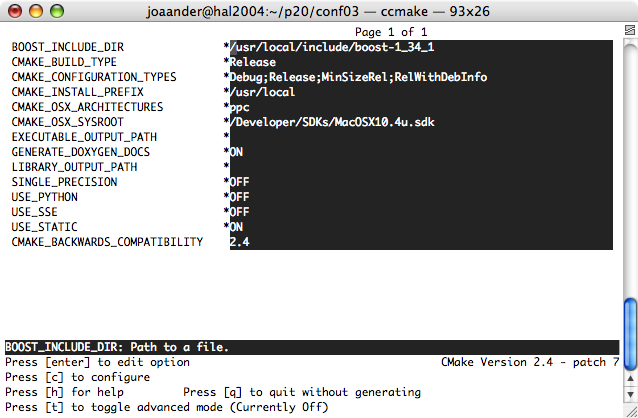 joaander@hal2004:~/p20/conf03 — ccmake — 93x26
Page 1 of 1
BOOST_INCLUDE_DIR *​/usr/local/include/boost-1_34_1
CMAKE_BUILD_TYPE *Release
CMAKE_CONFIGURATION_TYPES *Debug;Release;MinSizeRel;RelWithDebInfo
CMAKE_INSTALL_PREFIX */usr/local
CMAKE_OSX_ARCHITECTURES *ppc
CMAKE_OSX_SYSROOT */Developer/SDKs/MacOSX10.4u.sdk
EXECUTABLE_OUTPUT_PATH *
GENERATE_DOXYGEN_DOCS *ON
LIBRARY_OUTPUT_PATH *
SINGLE_PRECISION *OFF
USE_PYTHON *OFF
USE_SSE *OFF
USE_STATIC *ON
CMAKE_BACKWARDS_COMPATIBILITY 2.4
BOOST_INCLUDE_DIR: Path to a file.
Press [enter] to edit option CMake Version 2.4 - patch 7
Press [c] to configure
Press [h] for help Press [q] to quit without generating
Press [t] to toggle advanced mode (Currently Off)